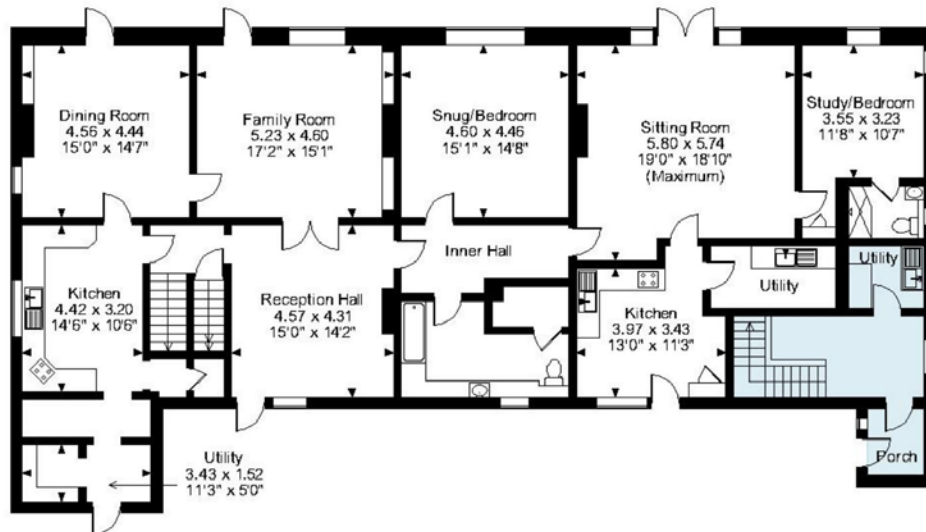 Dining Room
4.56 x 4.44
15'0" x 14'7"
Family Room
5.23 x 4.60
17'2" x 15'1"
Snug/Bedroom
4.60 x 4.46
15'1" x 14'8"
Sitting Room
5.80 x 5.74
19'0" x 18'10"
(Maximum)
Study/Bedroom
3.55 x 3.23
11'8" x 10'7"
Kitchen
4.42 x 3.20
14'6" x 10'6"
Reception Hall
4.57 x 4.31
15'0" x 14'2"
Inner Hall
Kitchen
3.97 x 3.43
13'0" x 11'3"
Utility
Utility
Utility
3.43 x 1.52
11'3" x 5'0"
Porch